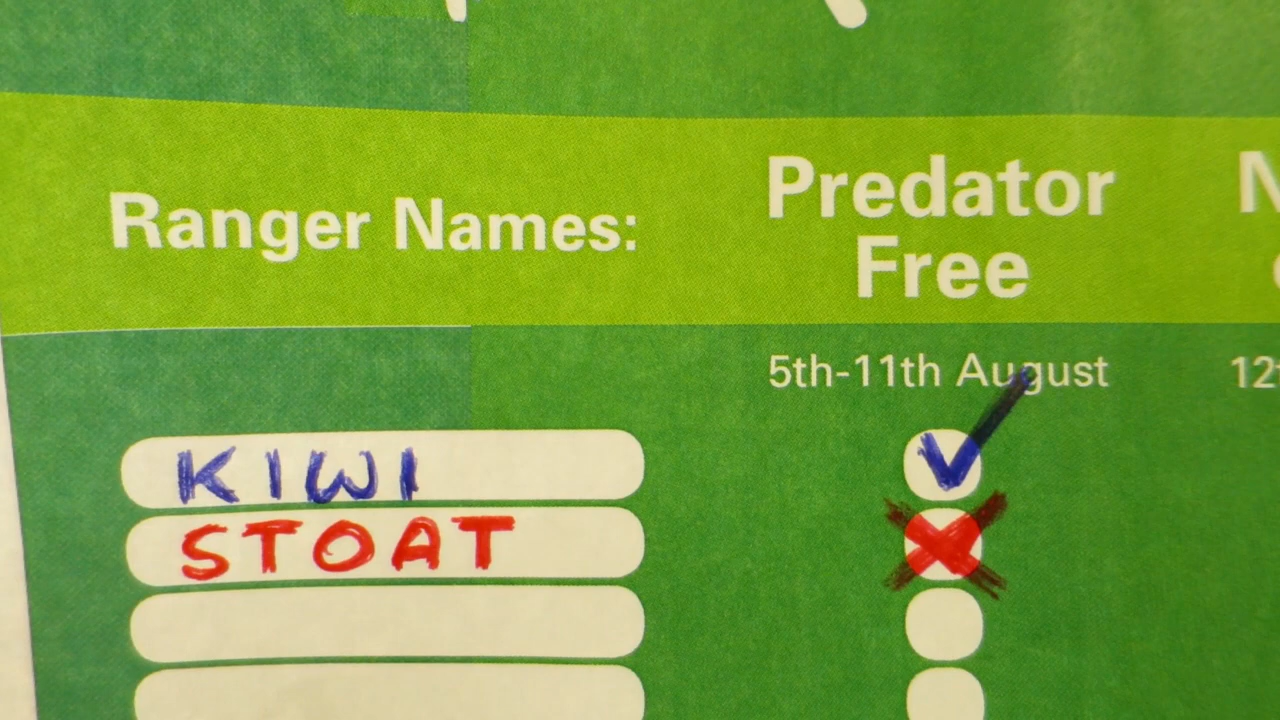 Ranger Names:
Predator
Free
5th-11th August
KIWI
STOAT